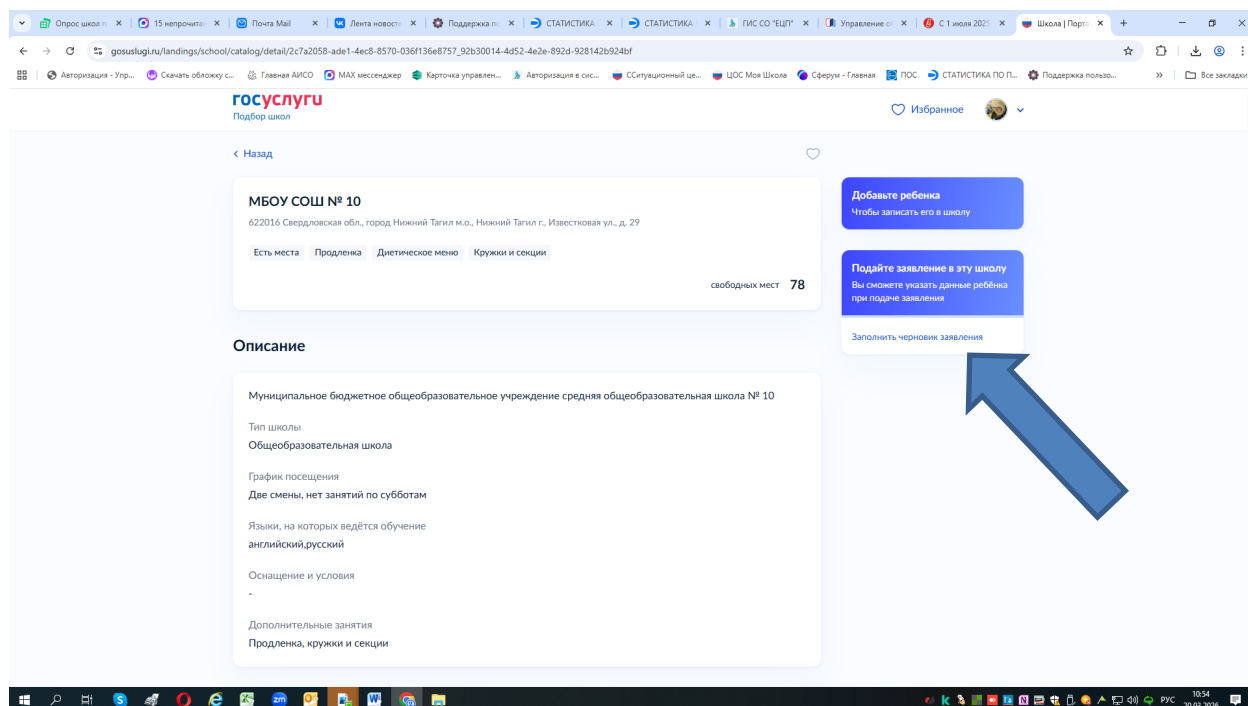 Опрос школ п
15 непрочитан
Почта Mail
Лента новосте
Поддержка по
СТАТИСТИКА
СТАТИСТИКА
ГИС СО "ЕЦП"
Управление об
С 1 июля 2025
Школа | Порта
gosuslugi.ru/landings/school/catalog/detail/2c7a2058-ade1-4ec8-8570-036f136e8757_92b30014-4d52-4e2e-892d-928142b924bf
Авторизация - Упр...
Скачать обложку с...
Главная АИСО
MAX мессенджер
Карточка управлен...
Авторизация в сис...
ССитуационный це...
ЦОС Моя Школа
Сферум - Главная
ПОС
СТАТИСТИКА ПО П...
Поддержка пользо...
Все закладки
госуслуги
Подбор школ
Избранное
Назад
МБОУ СОШ № 10
622016 Свердловская обл., город Нижний Тагил м.о., Нижний Тагил г., Известковая ул., д. 29
Есть места
Продленка
Диетическое меню
Кружки и секции
свободных мест 78
Добавьте ребенка
Чтобы записать его в школу
Подайте заявление в эту школу
Вы сможете указать данные ребёнка
при подаче заявления
Заполнить черновик заявления
Описание
Муниципальное бюджетное общеобразовательное учреждение средняя общеобразовательная школа № 10
Тип школы
Общеобразовательная школа
График посещения
Две смены, нет занятий по субботам
Языки, на которых ведётся обучение
английский,русский
Оснащение и условия
-
Дополнительные занятия
Продленка, кружки и секции
РУС
10:54
20.03.2026